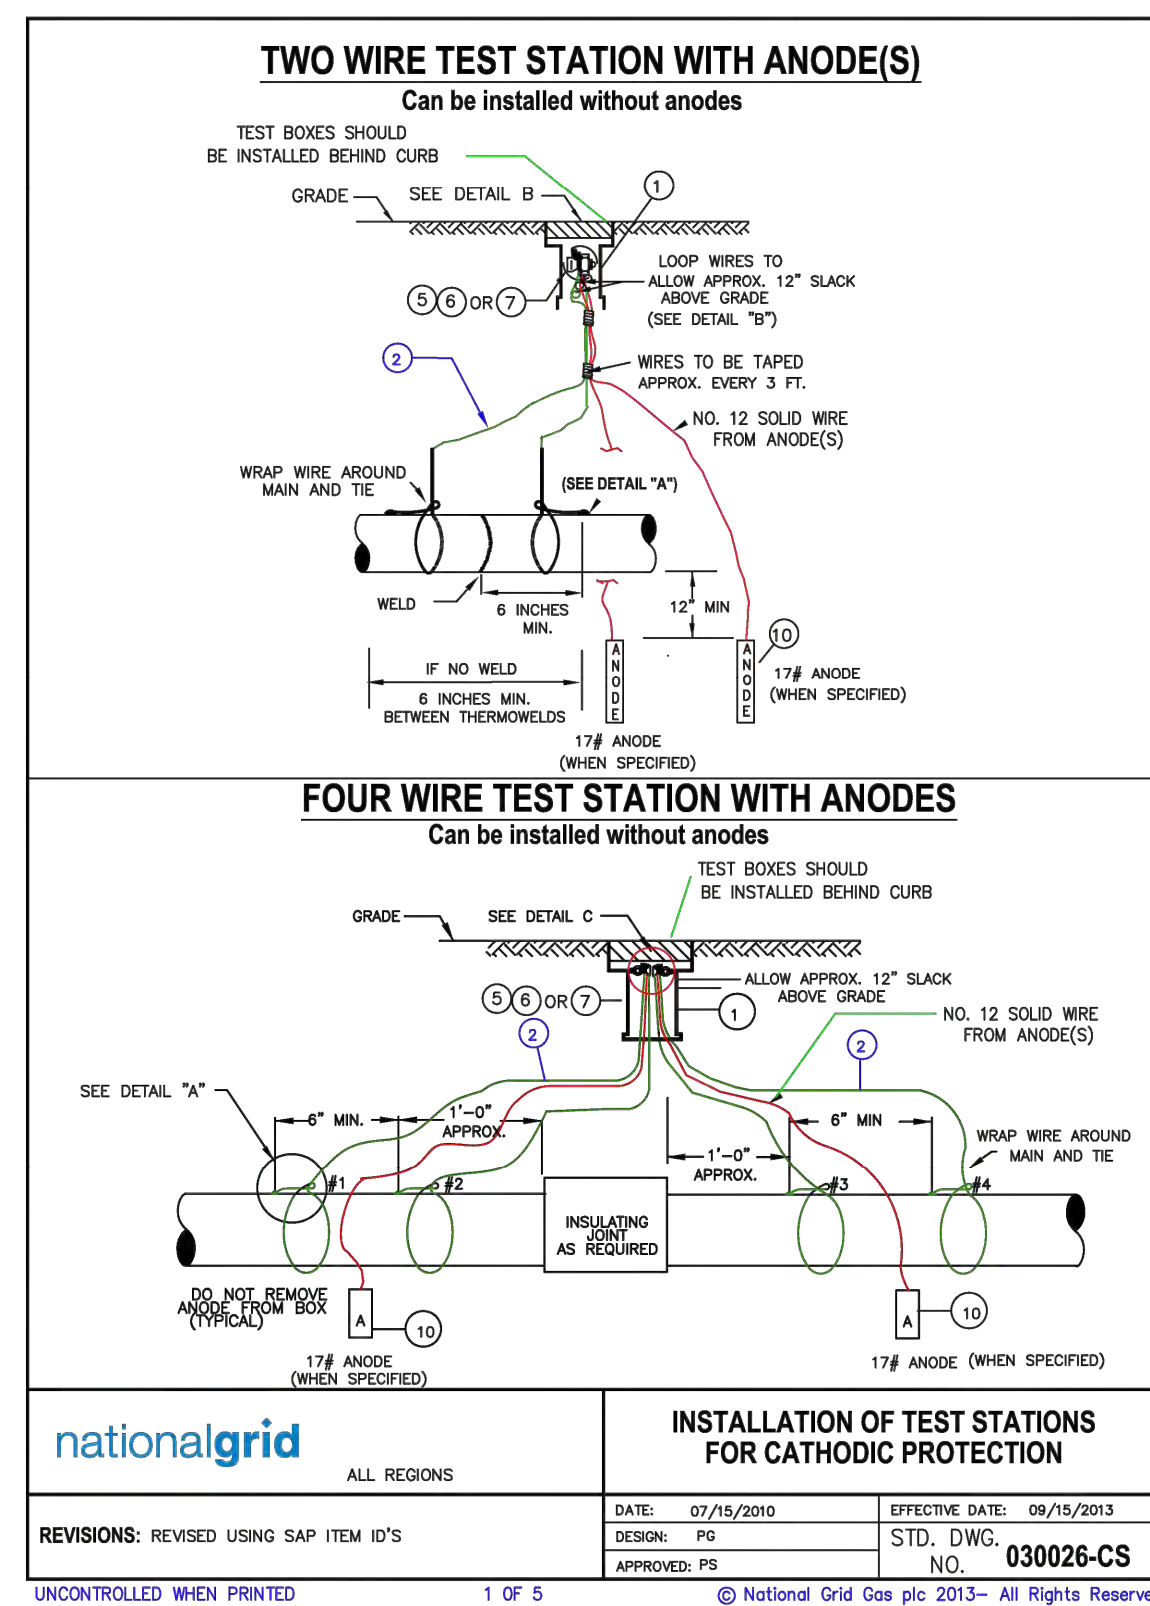 TWO WIRE TEST STATION WITH ANODE(S)
Can be installed without anodes
TEST BOXES SHOULD
BE INSTALLED BEHIND CURB
GRADE
SEE DETAIL B
1
LOOP WIRES TO
ALLOW APPROX. 12" SLACK
ABOVE GRADE
(SEE DETAIL "B")
5 6 OR 7
2
WIRES TO BE TAPED
APPROX. EVERY 3 FT.
NO. 12 SOLID WIRE
FROM ANODE(S)
WRAP WIRE AROUND
MAIN AND TIE
(SEE DETAIL "A")
WELD
6 INCHES
MIN.
12" MIN
10
IF NO WELD
6 INCHES MIN.
BETWEEN THERMOWELDS
ANODE
ANODE
17# ANODE
(WHEN SPECIFIED)
17# ANODE
(WHEN SPECIFIED)
FOUR WIRE TEST STATION WITH ANODES
Can be installed without anodes
TEST BOXES SHOULD
BE INSTALLED BEHIND CURB
GRADE
SEE DETAIL C
ALLOW APPROX. 12" SLACK
ABOVE GRADE
5 6 OR 7
1
NO. 12 SOLID WIRE
FROM ANODE(S)
2
2
SEE DETAIL "A"
6" MIN.
1'-0"
APPROX.
6" MIN
1'-0"
APPROX.
WRAP WIRE AROUND
MAIN AND TIE
#1
#2
#3
#4
INSULATING
JOINT
AS REQUIRED
DO NOT REMOVE
ANODE FROM BOX
(TYPICAL)
A
10
A
10
17# ANODE
(WHEN SPECIFIED)
17# ANODE (WHEN SPECIFIED)
nationalgrid
ALL REGIONS
INSTALLATION OF TEST STATIONS
FOR CATHODIC PROTECTION
REVISIONS: REVISED USING SAP ITEM ID'S
DATE: 07/15/2010
EFFECTIVE DATE: 09/15/2013
DESIGN: PG
APPROVED: PS
STD. DWG.
NO. 030026-CS
UNCONTROLLED WHEN PRINTED
1 OF 5
© National Grid Gas plc 2013– All Rights Reserve